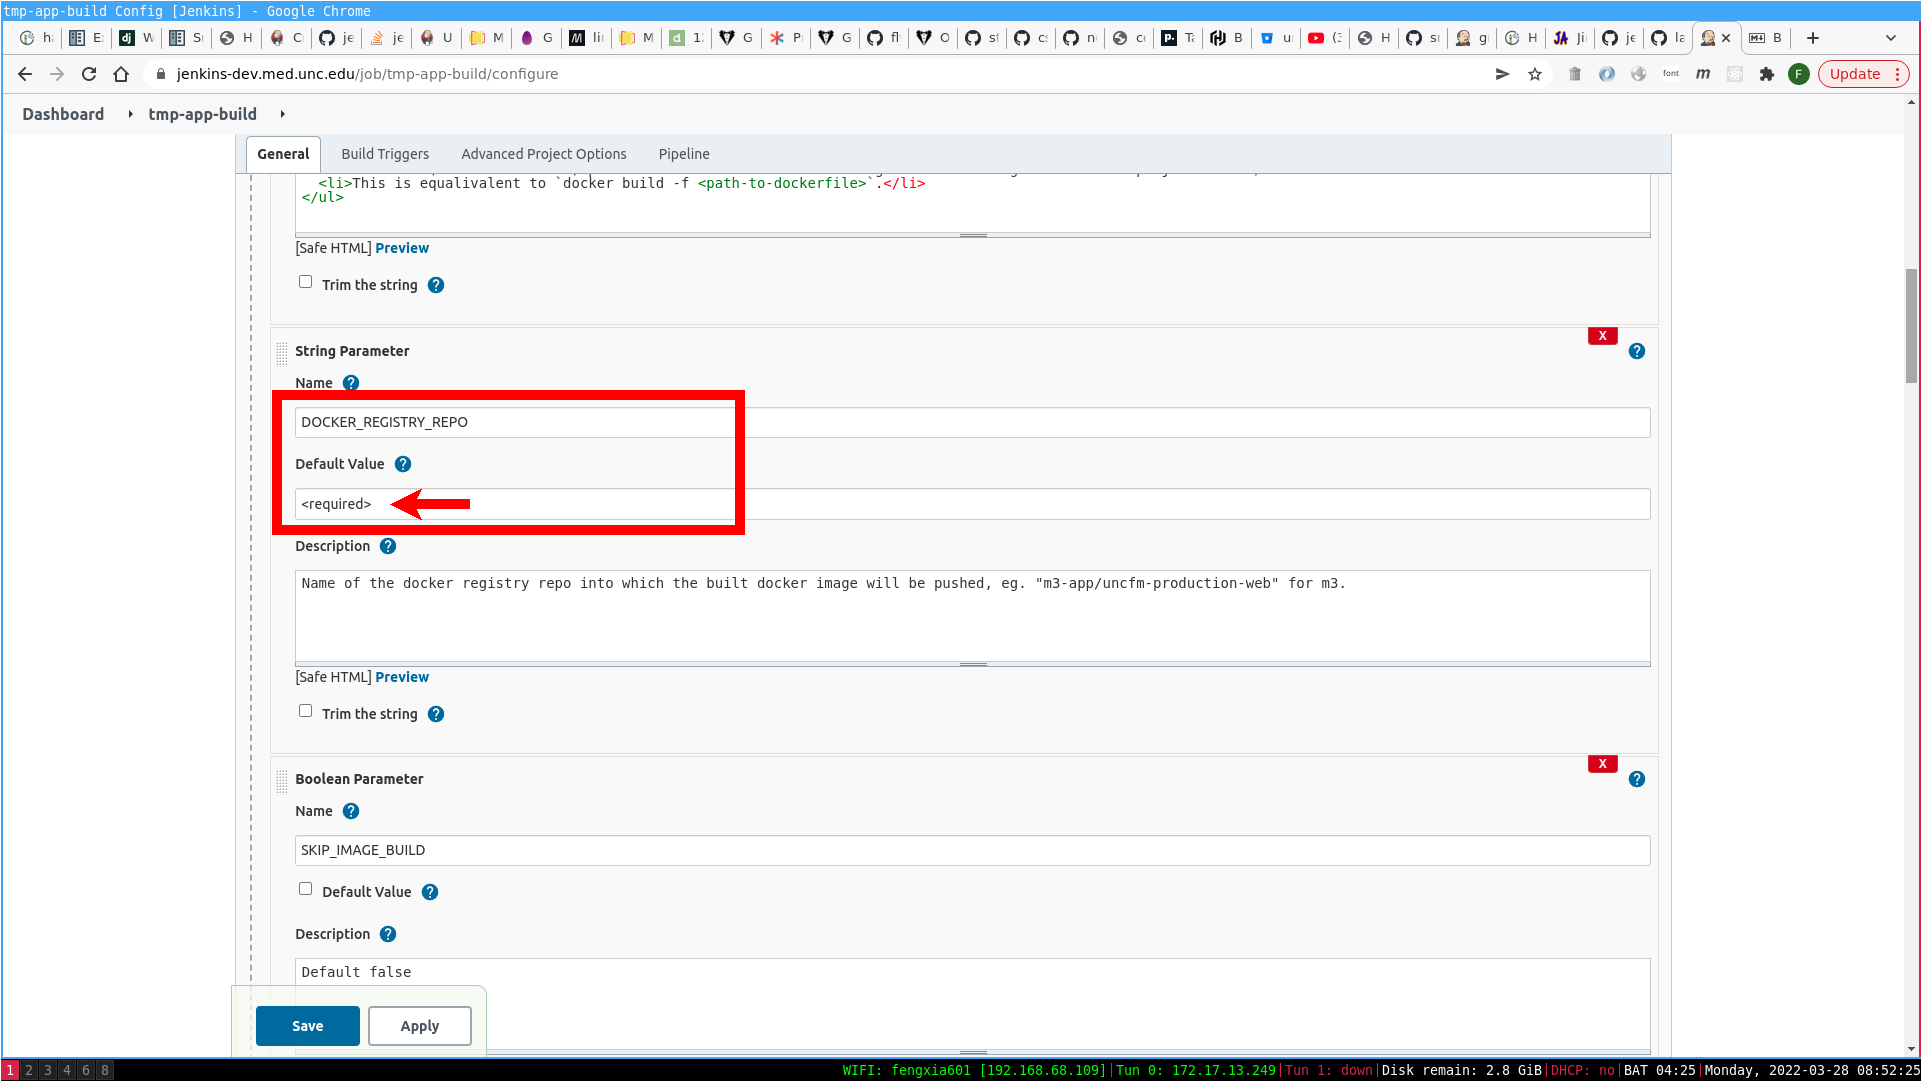 tmp-app-build Config [Jenkins] - Google Chrome
jenkins-dev.med.unc.edu/job/tmp-app-build/configure
font
m
F
Update
Dashboard
tmp-app-build
General
Build Triggers
Advanced Project Options
Pipeline
<li>This is equalivalent to `docker build -f <path-to-dockerfile>`.</li>
</ul>
[Safe HTML] Preview
Trim the string ?
X
String Parameter ?
Name ?
DOCKER_REGISTRY_REPO
Default Value ?
<required>
Description ?
Name of the docker registry repo into which the built docker image will be pushed, eg. "m3-app/uncfm-production-web" for m3.
[Safe HTML] Preview
Trim the string ?
X
Boolean Parameter ?
Name ?
SKIP_IMAGE_BUILD
Default Value ?
Description ?
Default false
Save
Apply
1 2 3 4 6 8
WIFI: fengxia601 [192.168.68.109]|Tun 0: 172.17.13.249|Tun 1: down|Disk remain: 2.8 GiB|DHCP: no|BAT 04:25|Monday, 2022-03-28 08:52:25